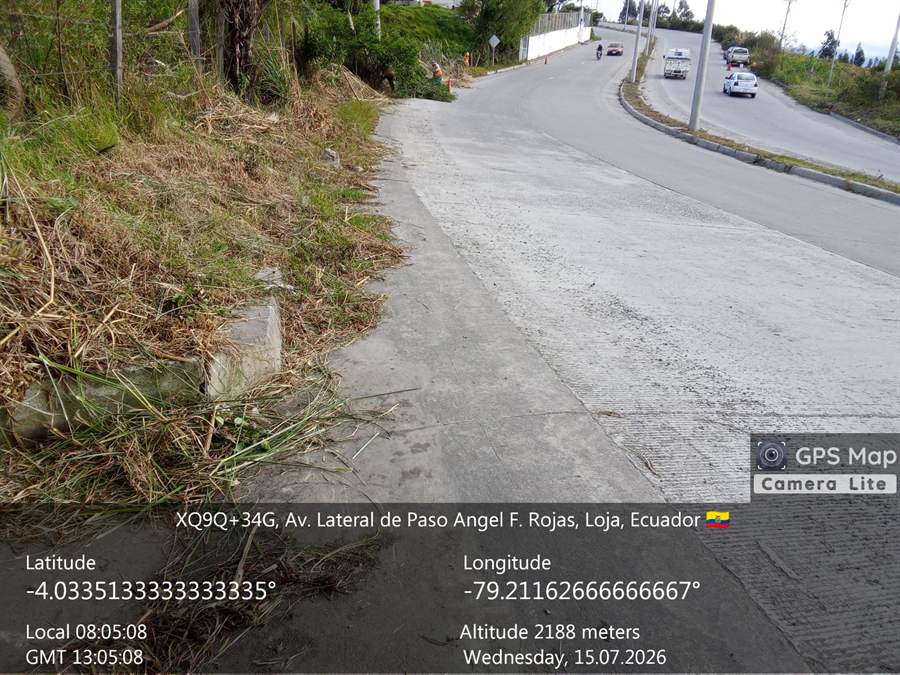 GPS Map
Camera Lite
XQ9Q+34G, Av. Lateral de Paso Angel F. Rojas, Loja, Ecuador 🇪🇨
Latitude
-4.0335133333333335°
Longitude
-79.21162666666667°
Local 08:05:08
GMT 13:05:08
Altitude 2188 meters
Wednesday, 15.07.2026